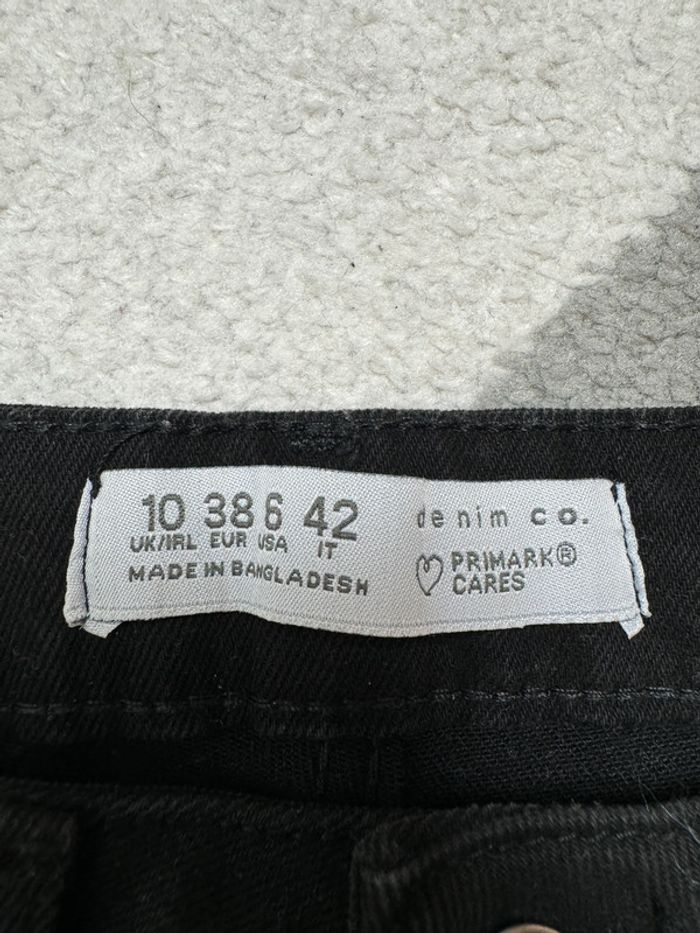 10 38 6 42
UK/IRL EUR USA IT
MADE IN BANGLADESH
denim co.
PRIMARK®
CARES